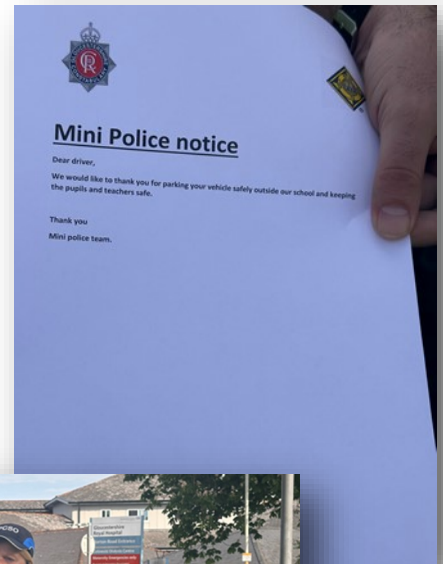 Mini Police notice
Dear driver,
We would like to thank you for parking your vehicle safely outside our school and keeping
the pupils and teachers safe.
Thank you
Mini police team.
PCSO
Gloucestershire
Royal Hospital